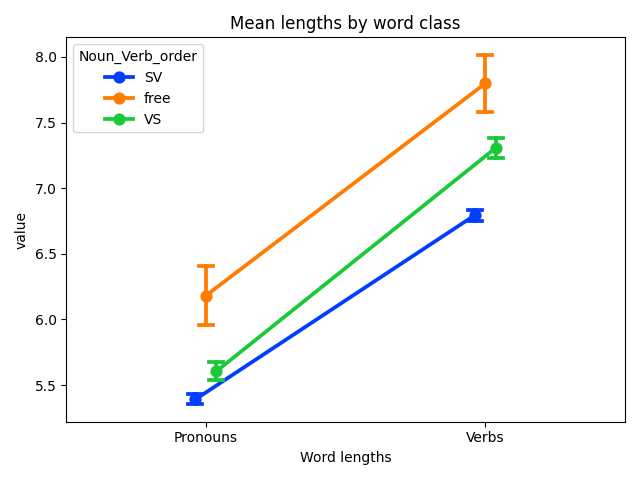 Mean lengths by word class
Noun_Verb_order
SV
free
VS
8.0
7.5
7.0
6.5
6.0
5.5
value
Pronouns
Verbs
Word lengths